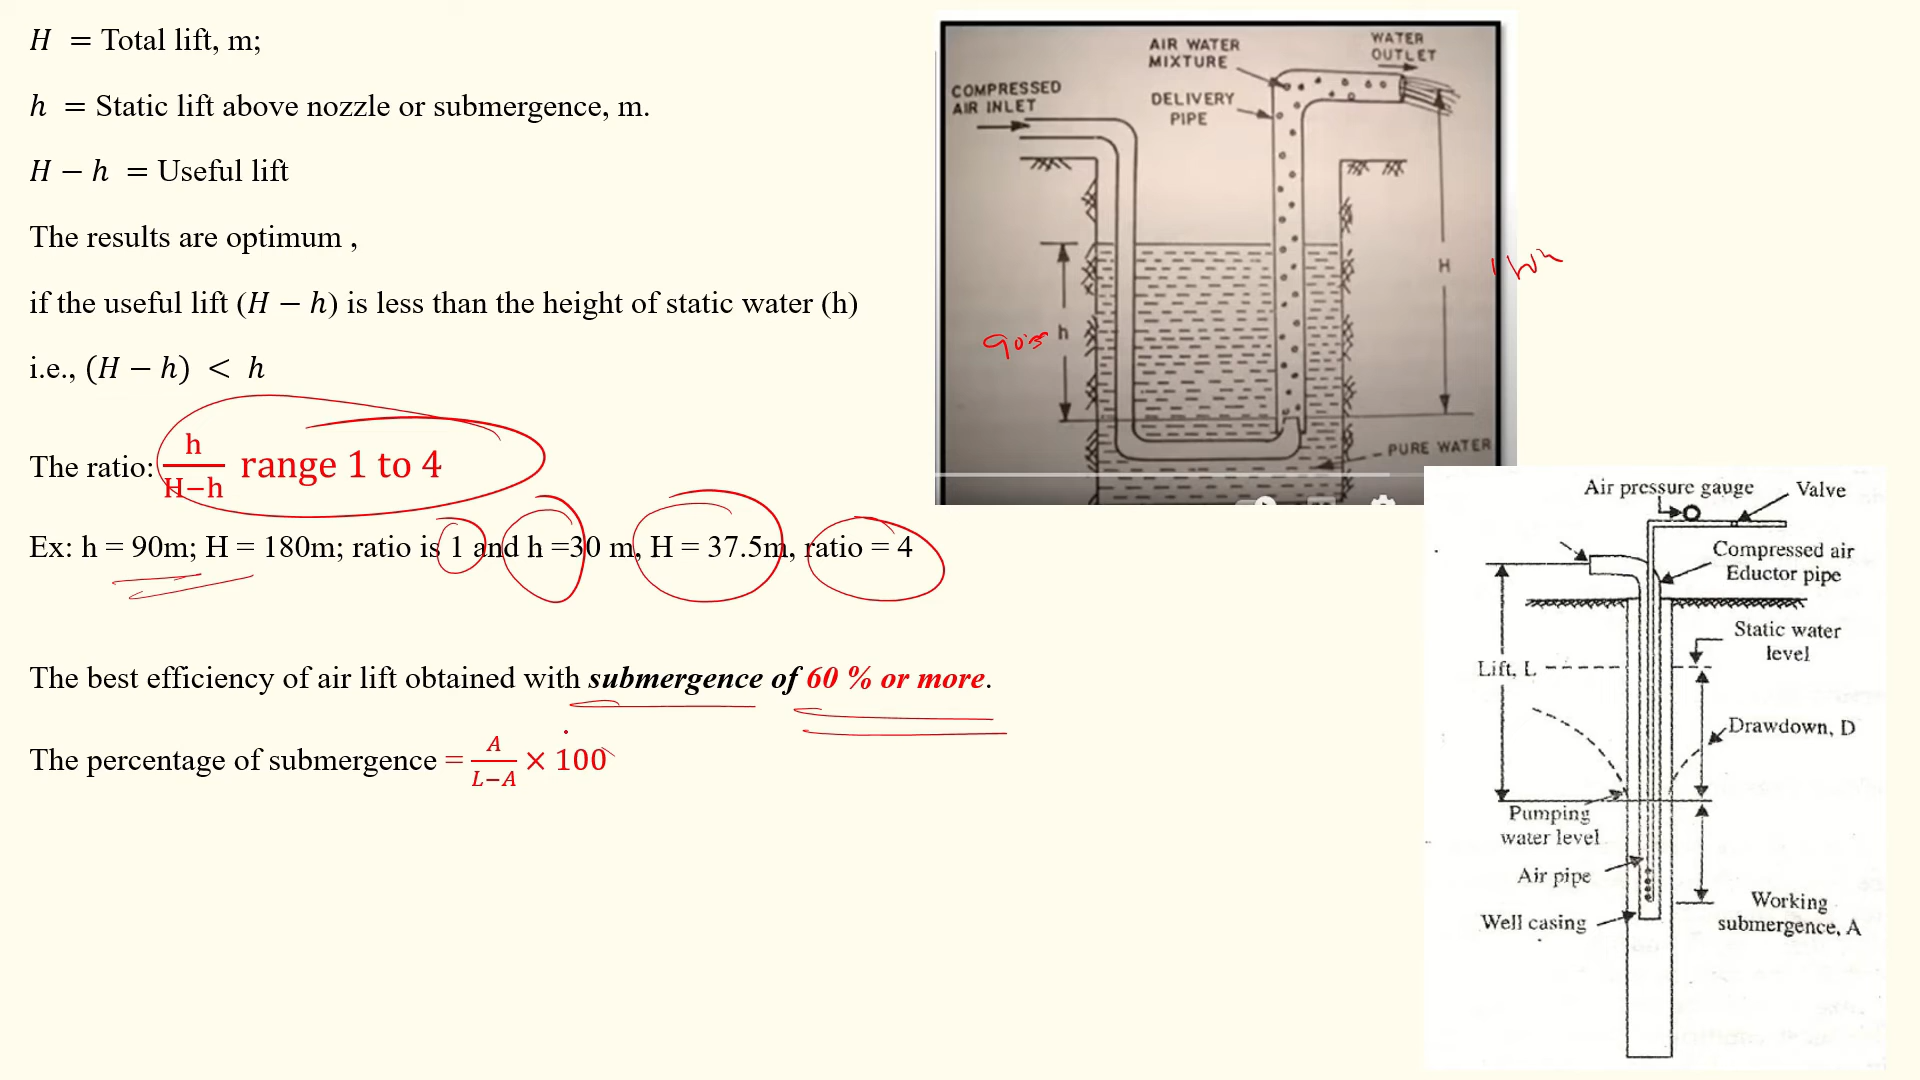 H = Total lift, m;
h = Static lift above nozzle or submergence, m.
H − h = Useful lift
The results are optimum ,
if the useful lift (H − h) is less than the height of static water (h)
i.e., (H − h) < h
The ratio: h/H−h range 1 to 4
Ex: h = 90m; H = 180m; ratio is 1 and h =30 m, H = 37.5m, ratio = 4
The best efficiency of air lift obtained with submergence of 60 % or more.
The percentage of submergence = A/L−A × 100
WATER
OUTLET
AIR WATER
MIXTURE
COMPRESSED
AIR INLET
DELIVERY
PIPE
H
h
PURE WATER
Air pressure gauge
Valve
Compressed air
Eductor pipe
Static water
level
Lift, L
Drawdown, D
Pumping
water level
Air pipe
Working
submergence, A
Well casing